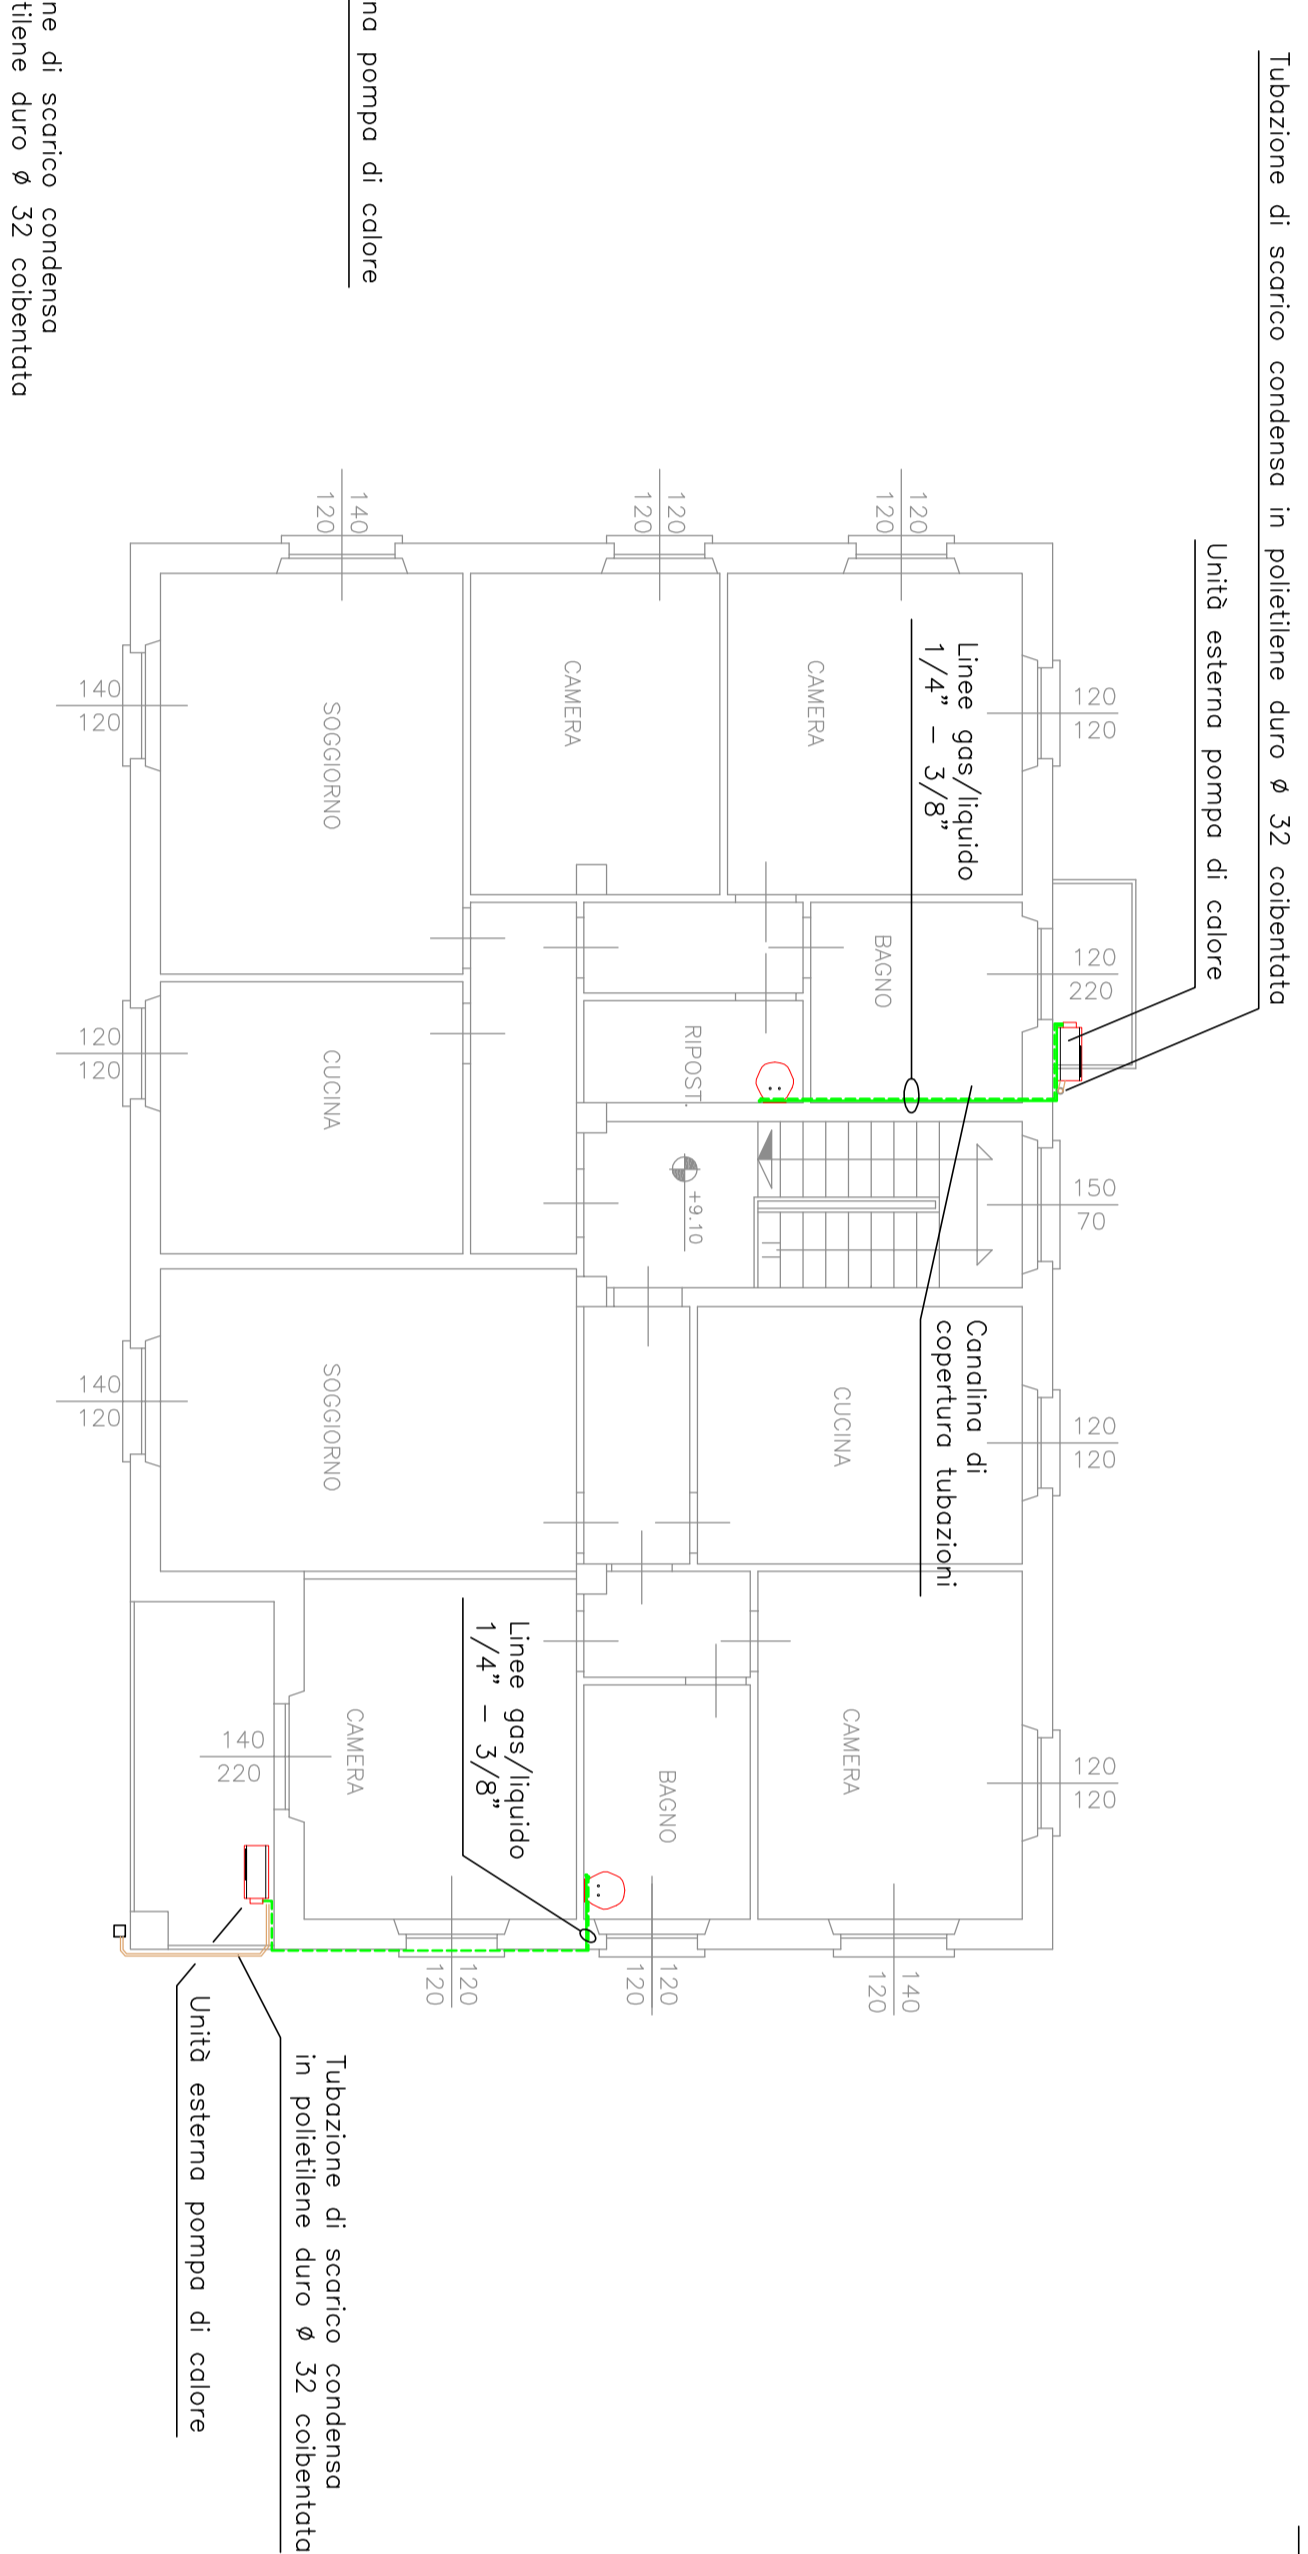 Tubazione di scarico condensa in polietilene duro ø 32 coibentata
Unità esterna pompa di calore
na pompa di calore
ne di scarico condensa
tilene duro ø 32 coibentata
120
120
120
220
150
70
120
120
120
120
120
120
120
120
140
120
Linee gas/liquido
1/4" – 3/8"
CAMERA
CAMERA
SOGGIORNO
BAGNO
RIPOST.
CUCINA
+9.10
Canalina di
copertura tubazioni
CUCINA
SOGGIORNO
CAMERA
BAGNO
CAMERA
Linee gas/liquido
1/4" – 3/8"
140
220
140
120
120
120
140
120
140
120
120
120
120
120
Tubazione di scarico condensa
in polietilene duro ø 32 coibentata
Unità esterna pompa di calore